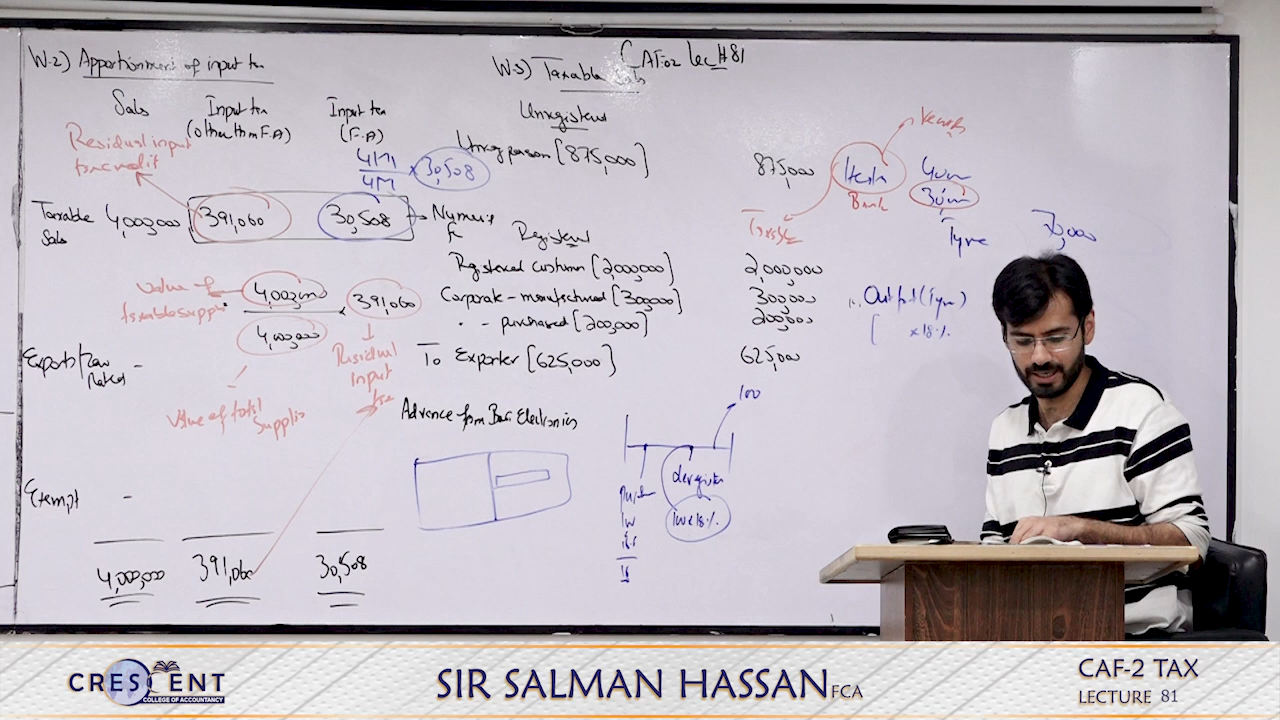 W-2) Apportionment of input tax
Sales
Input tax
(other than F.A)
Input tax
(F.A)
Residual input
tax credit
4M
4M
× 30,508
Taxable
Sales
4,000,000
391,060
30,508
Value of
taxable supplies
4,000,000
4,000,000
×
391,060
Residual
Input
tax
Value of total
Supplies
Exempt
-
4,000,000
391,060
30,508
CAF-02 Lec#81
W-3) Taxable Sales
Unregistered
Unreg person [875,000]
875,000
Registered
Registered customer [2,000,000]
2,000,000
Corporate - manufactured [300,000]
300,000
" - purchased [200,000]
200,000
To Exporter [625,000]
625,000
Advance from Electronics
Bank
Output
× 18%
100
deregister
100 × 18%
CRESCENT
COLLEGE OF ACCOUNTANCY
SIR SALMAN HASSAN FCA
CAF-2 TAX
LECTURE 81